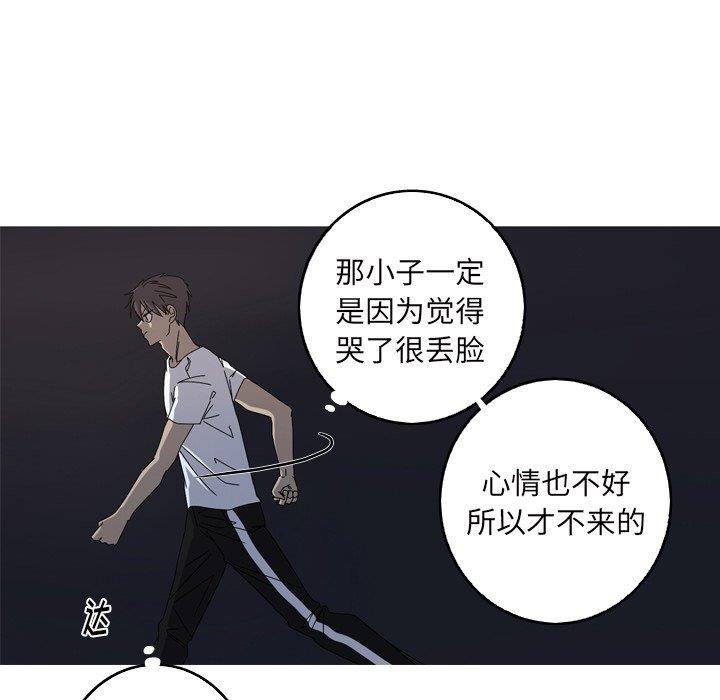 那小子一定
是因为觉得
哭了很丢脸
心情也不好
所以才不来的
达